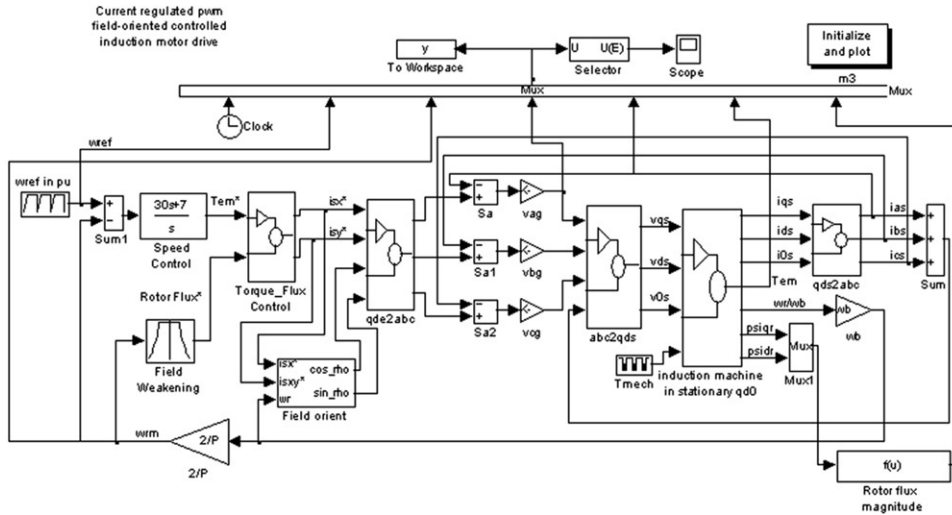 Current regulated pwm
field-oriented controlled
induction motor drive
y
To Workspace
U U(E)
Selector
Scope
Initialize
and plot
m3
Mux
Mux
Clock
wref
wref in pu
+
−
Sum1
30s+7
s
Speed
Control
Tem*
Rotor Flux*
Torque_Flux
Control
isx*
isy*
qde2abc
Field
Weakening
isx*
isxy*
wr
cos_rho
sin_rho
Field orient
wrm
2/P
2/P
−
+
Sa
−
+
Sa1
−
+
Sa2
vag
vbg
vcg
abc2qds
vqs
vds
v0s
Tmech
induction machine
in stationary qd0
iqs
ids
i0s
Tem
wr/wb
psiqr
psidr
qds2abc
ias
ibs
ics
+
+
+
Sum
wb
wb
Mux
Mux1
f(u)
Rotor flux
magnitude